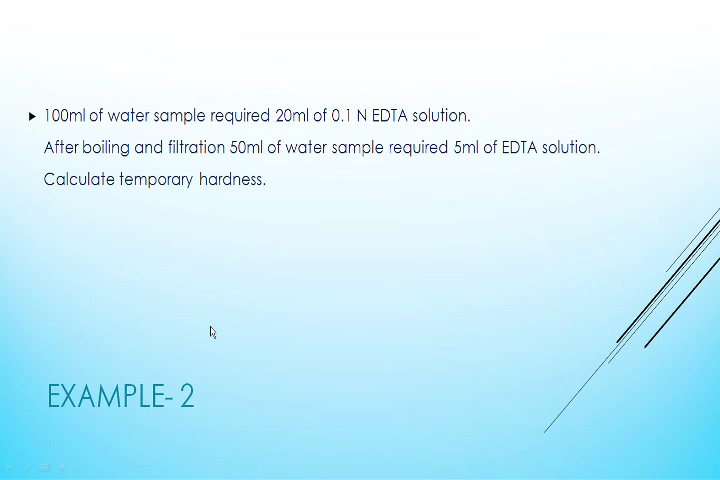 100ml of water sample required 20ml of 0.1 N EDTA solution.
After boiling and filtration 50ml of water sample required 5ml of EDTA solution.
Calculate temporary hardness.
EXAMPLE- 2